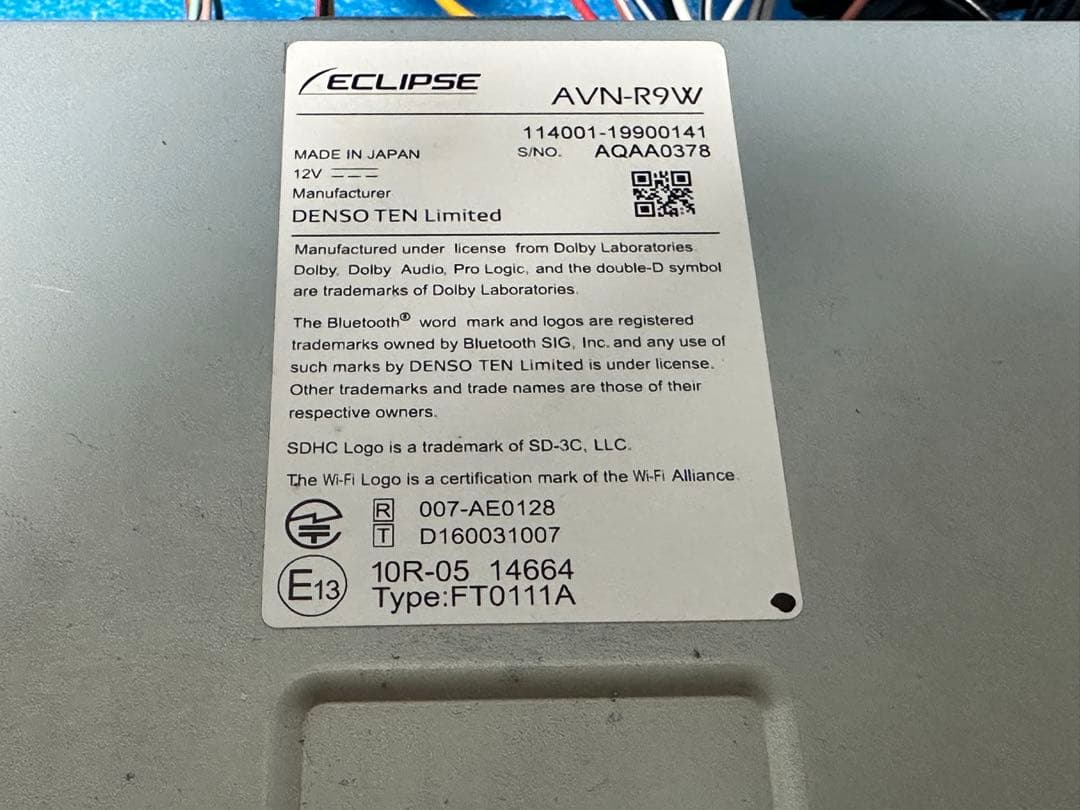 ECLIPSE
AVN-R9W
114001-19900141
MADE IN JAPAN
S/NO. AQAA0378
12V
Manufacturer
DENSO TEN Limited
Manufactured under license from Dolby Laboratories.
Dolby, Dolby Audio, Pro Logic, and the double-D symbol
are trademarks of Dolby Laboratories.
The Bluetooth® word mark and logos are registered
trademarks owned by Bluetooth SIG, Inc. and any use of
such marks by DENSO TEN Limited is under license.
Other trademarks and trade names are those of their
respective owners.
SDHC Logo is a trademark of SD-3C, LLC.
The Wi-Fi Logo is a certification mark of the Wi-Fi Alliance.
R 007-AE0128
T D160031007
E13 10R-05 14664
Type:FT0111A